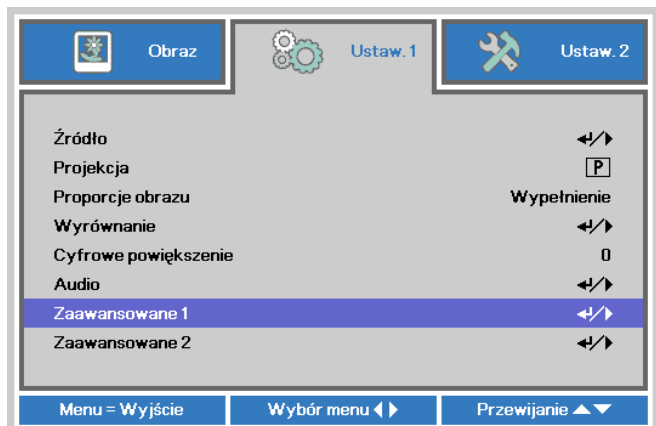 Obraz Ustaw. 1 Ustaw. 2
Źródło
Projekcja P
Proporcje obrazu Wypełnienie
Wyrównanie
Cyfrowe powiększenie 0
Audio
Zaawansowane 1
Zaawansowane 2
Menu = Wyjście Wybór menu Przewijanie